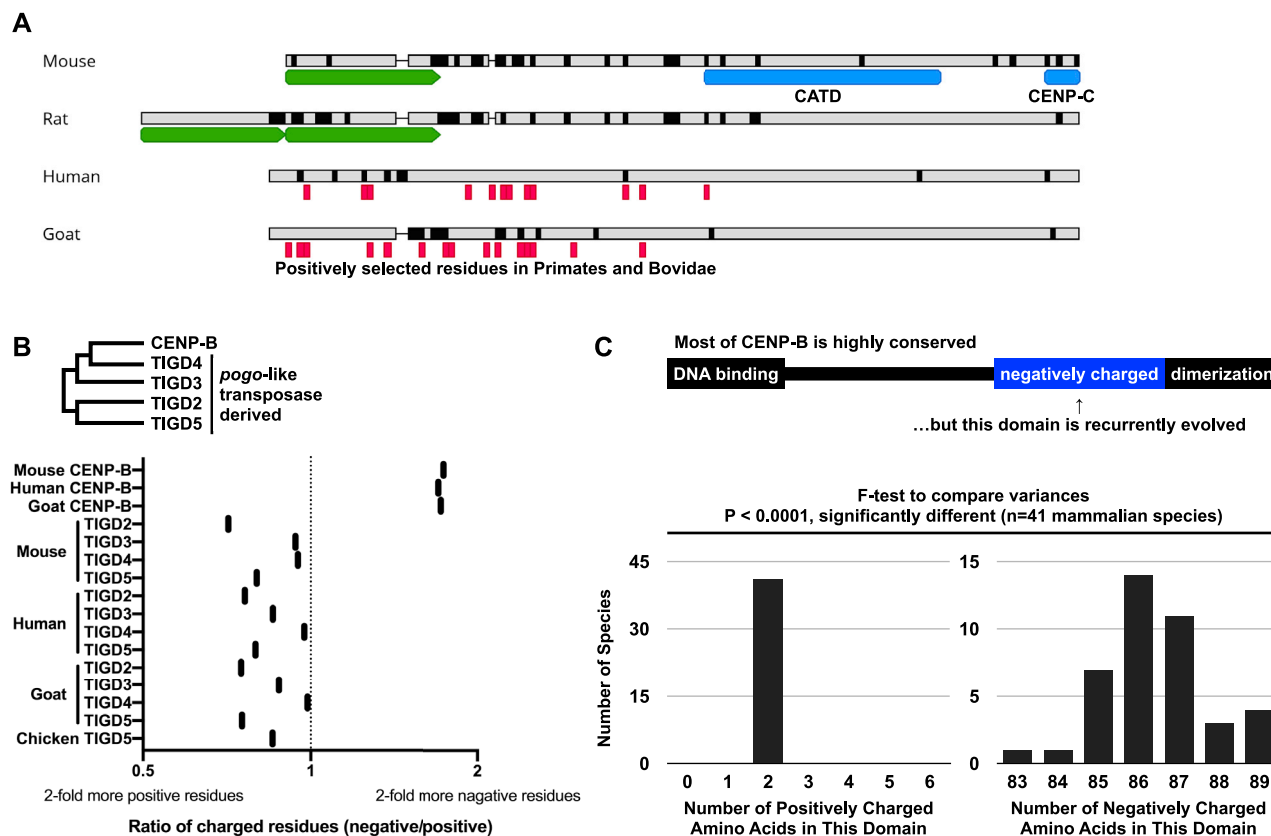 A
Mouse
CATD
CENP-C
Rat
Human
Goat
Positively selected residues in Primates and Bovidae
B
CENP-B
TIGD4
TIGD3
TIGD2
TIGD5
pogo-like
transposase
derived
Mouse CENP-B
Human CENP-B
Goat CENP-B
Mouse
TIGD2
TIGD3
TIGD4
TIGD5
Human
TIGD2
TIGD3
TIGD4
TIGD5
Goat
TIGD2
TIGD3
TIGD4
TIGD5
Chicken TIGD5
0.5
1
2
2-fold more positive residues
2-fold more nagative residues
Ratio of charged residues (negative/positive)
C
Most of CENP-B is highly conserved
DNA binding
negatively charged
dimerization
↑
...but this domain is recurrently evolved
F-test to compare variances
P < 0.0001, significantly different (n=41 mammalian species)
Number of Species
45
30
15
0
0 1 2 3 4 5 6
Number of Positively Charged
Amino Acids in This Domain
15
10
5
0
83 84 85 86 87 88 89
Number of Negatively Charged
Amino Acids in This Domain